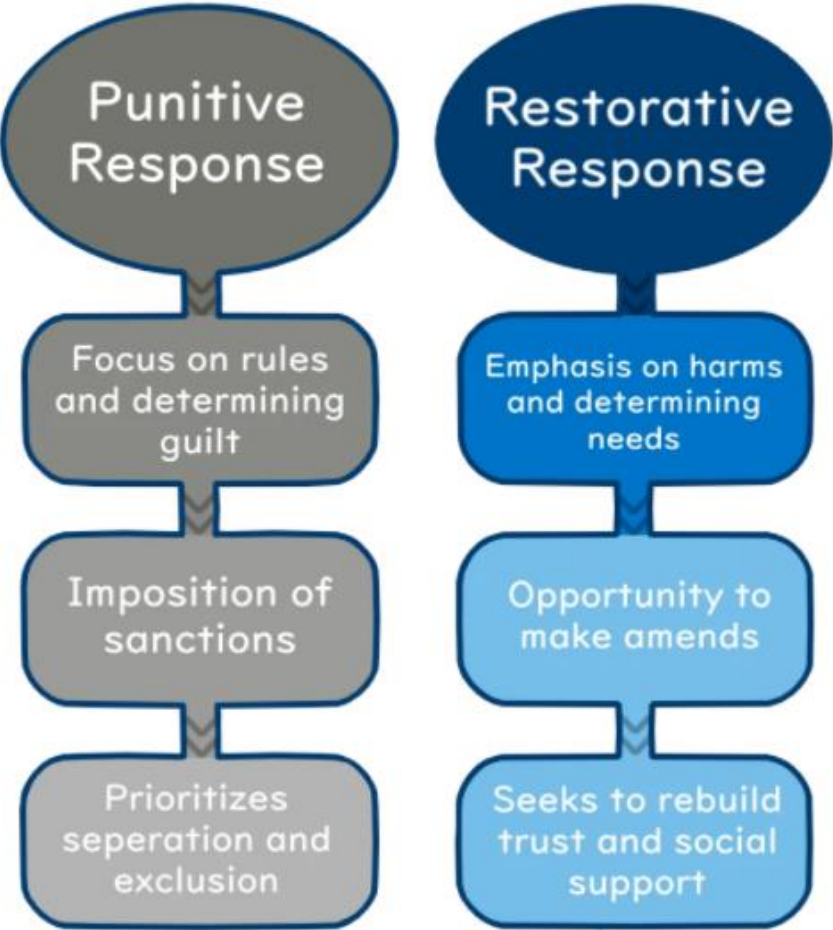 Punitive
Response
Focus on rules
and determining
guilt
Imposition of
sanctions
Prioritizes
seperation and
exclusion
Restorative
Response
Emphasis on harms
and determining
needs
Opportunity to
make amends
Seeks to rebuild
trust and social
support